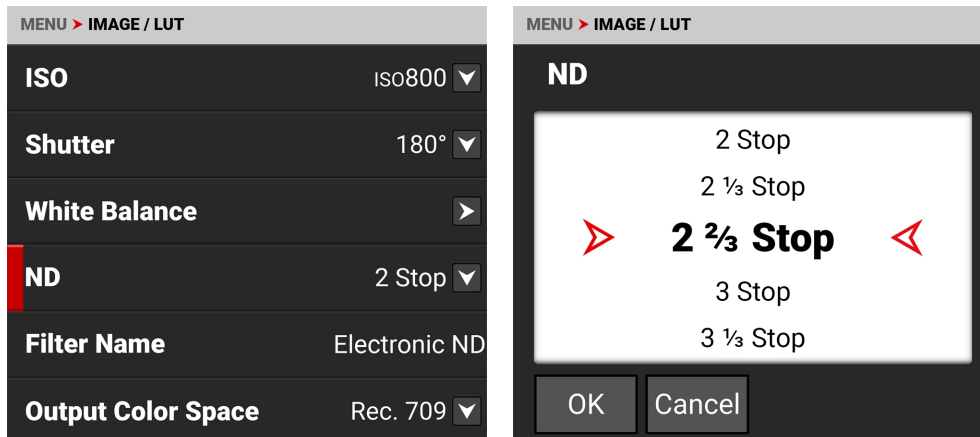 MENU ➤ IMAGE / LUT
ISO ISO800
Shutter 180°
White Balance
ND 2 Stop
Filter Name Electronic ND
Output Color Space Rec. 709
MENU ➤ IMAGE / LUT
ND
2 Stop
2 ⅓ Stop
2 ⅔ Stop
3 Stop
3 ⅓ Stop
OK Cancel